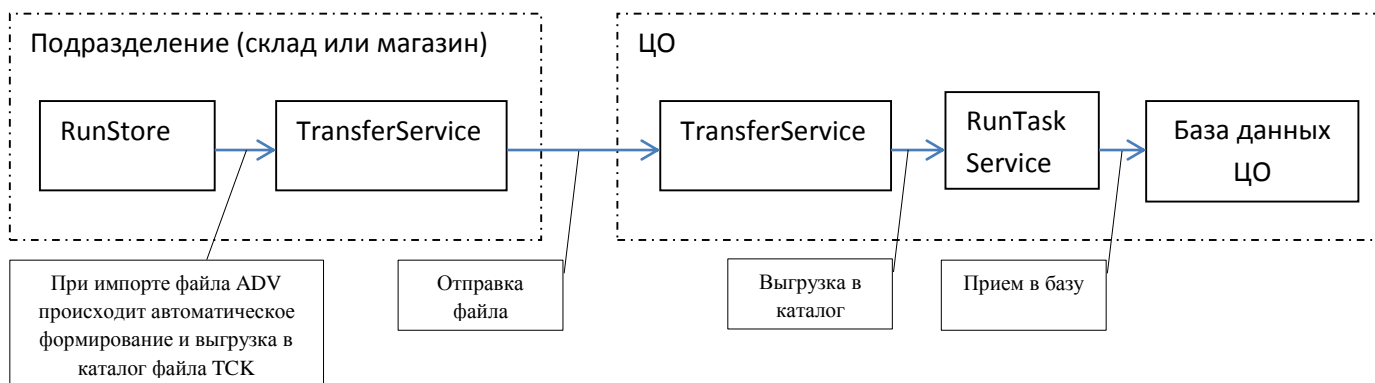 Подразделение (склад или магазин)
ЦО
RunStore
TransferService
TransferService
RunTask
Service
База данных
ЦО
При импорте файла ADV
происходит автоматическое
формирование и выгрузка в
каталог файла TCK
Отправка
файла
Выгрузка в
каталог
Прием в базу